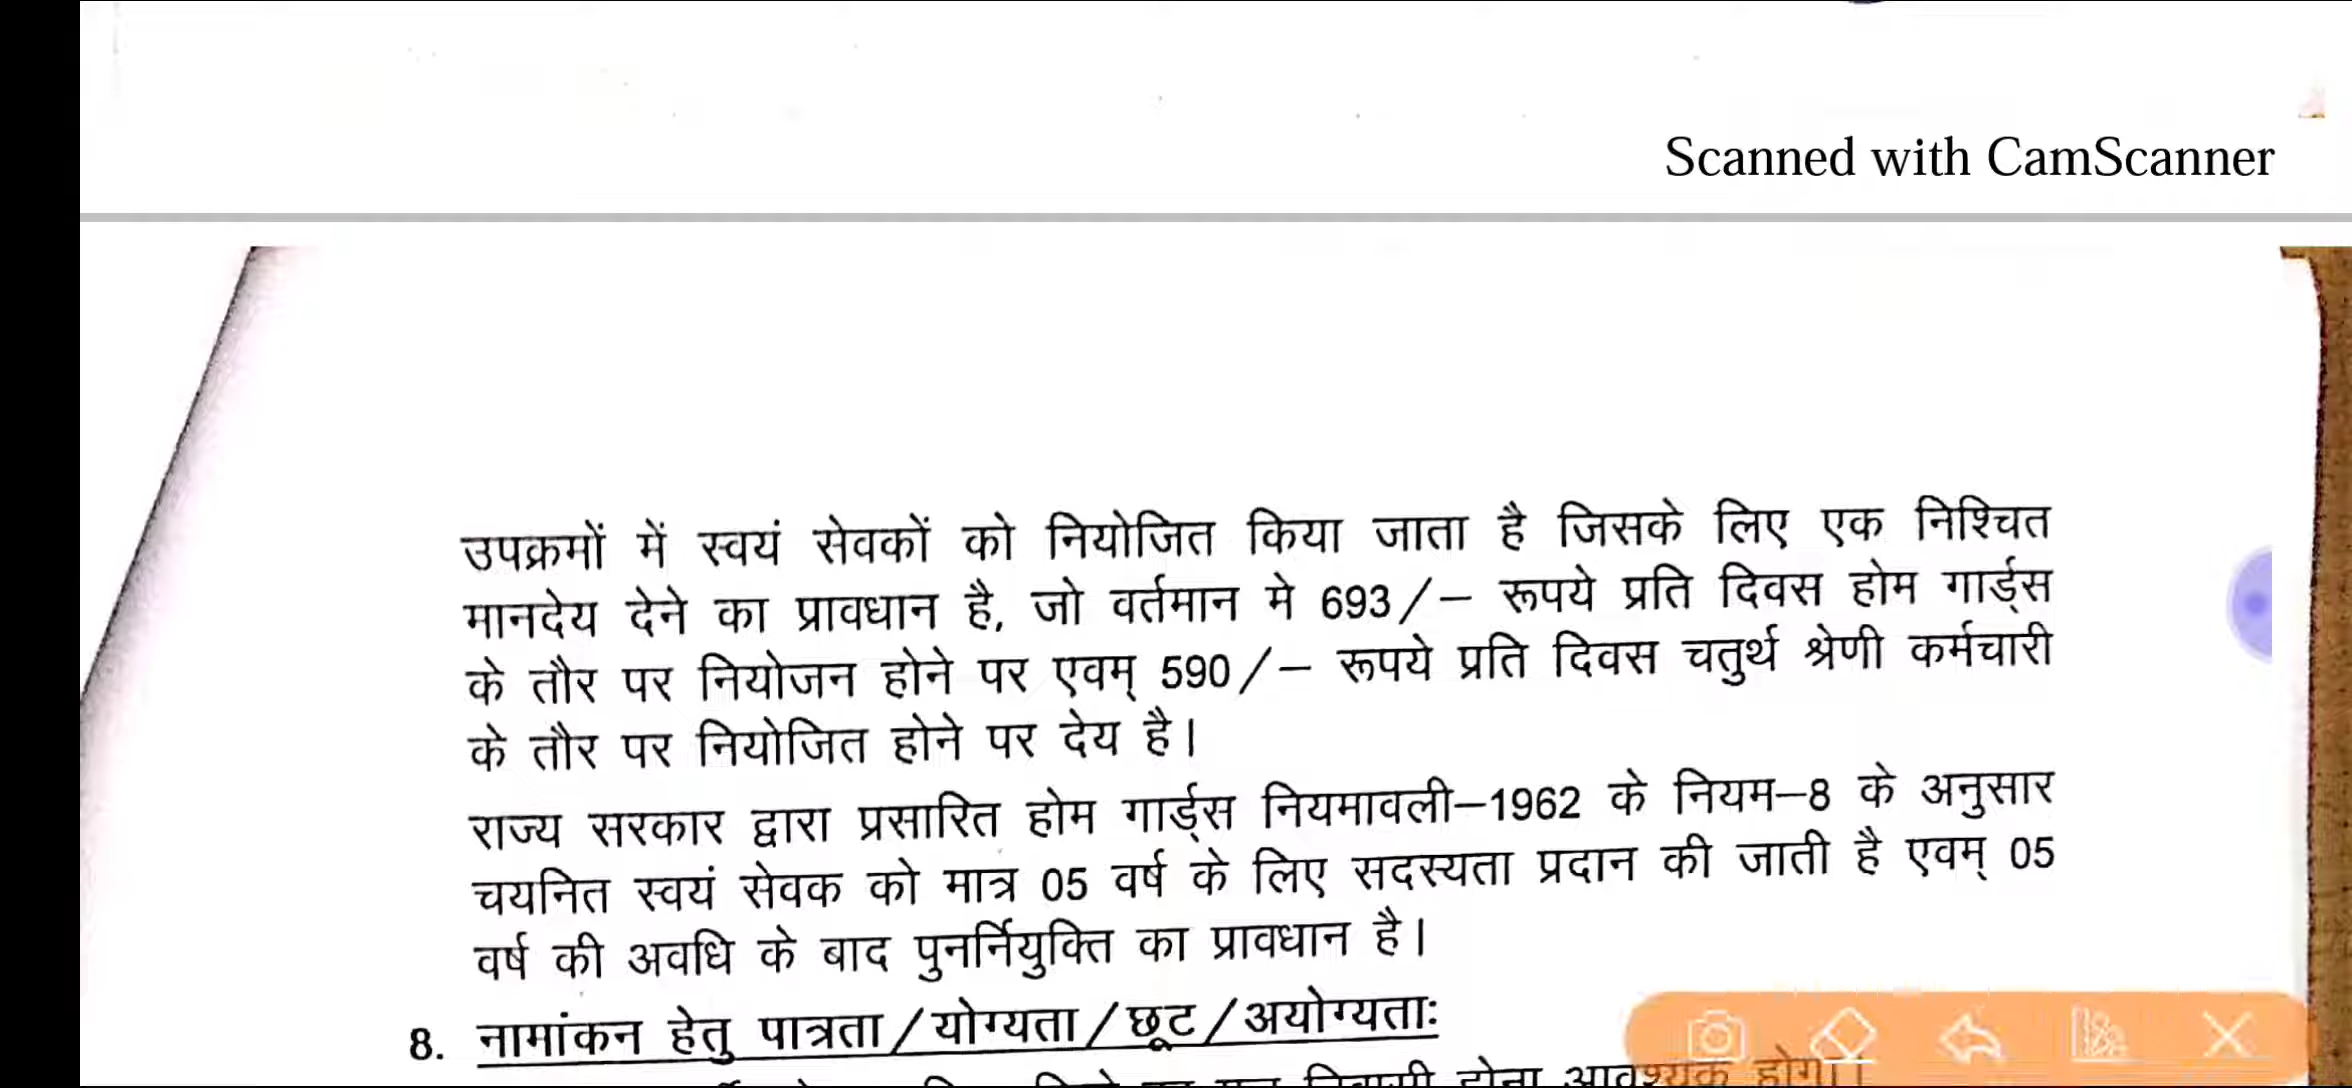 Scanned with CamScanner
उपक्रमों में स्वयं सेवकों को नियोजित किया जाता है जिसके लिए एक निश्चित
मानदेय देने का प्रावधान है, जो वर्तमान मे 693/– रूपये प्रति दिवस होम गार्ड्स
के तौर पर नियोजन होने पर एवम् 590/– रूपये प्रति दिवस चतुर्थ श्रेणी कर्मचारी
के तौर पर नियोजित होने पर देय है।
राज्य सरकार द्वारा प्रसारित होम गार्ड्स नियमावली–1962 के नियम–8 के अनुसार
चयनित स्वयं सेवक को मात्र 05 वर्ष के लिए सदस्यता प्रदान की जाती है एवम् 05
वर्ष की अवधि के बाद पुनर्नियुक्ति का प्रावधान है।
8. नामांकन हेतु पात्रता/योग्यता/छूट/अयोग्यताः
निवासी होना आवश्यक होगा।